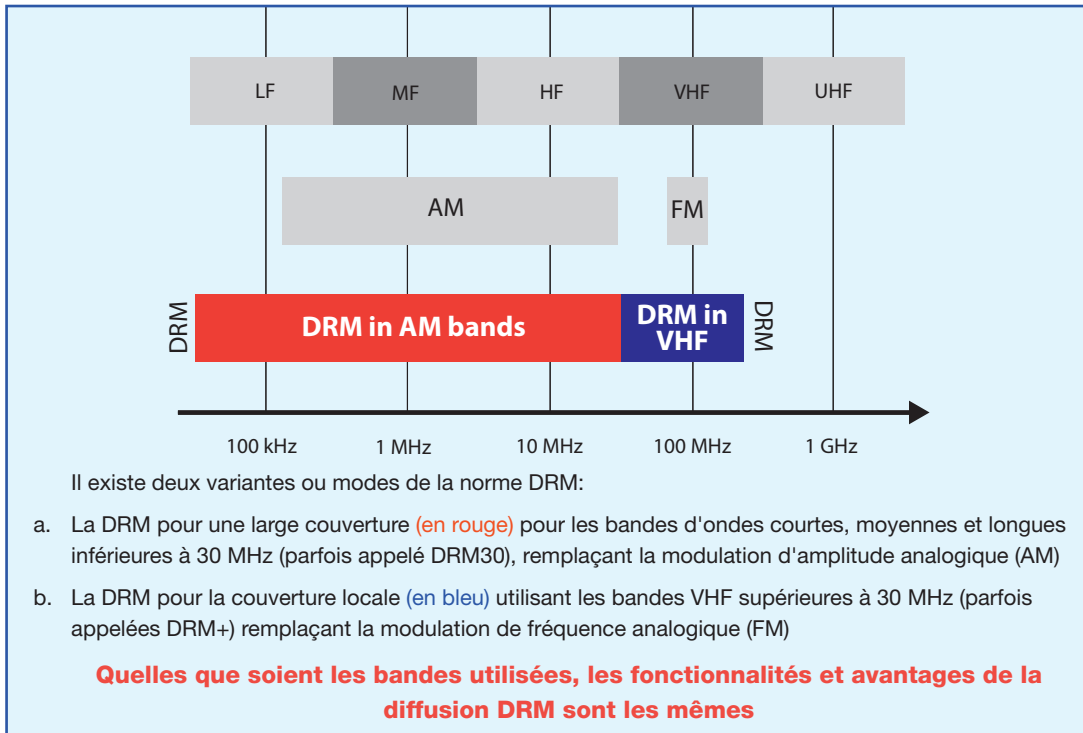 LF MF HF VHF UHF
AM FM
DRM DRM in AM bands DRM in VHF DRM
100 kHz 1 MHz 10 MHz 100 MHz 1 GHz
Il existe deux variantes ou modes de la norme DRM:
a. La DRM pour une large couverture (en rouge) pour les bandes d'ondes courtes, moyennes et longues
inférieures à 30 MHz (parfois appelé DRM30), remplaçant la modulation d'amplitude analogique (AM)
b. La DRM pour la couverture locale (en bleu) utilisant les bandes VHF supérieures à 30 MHz (parfois
appelées DRM+) remplaçant la modulation de fréquence analogique (FM)
Quelles que soient les bandes utilisées, les fonctionnalités et avantages de la
diffusion DRM sont les mêmes